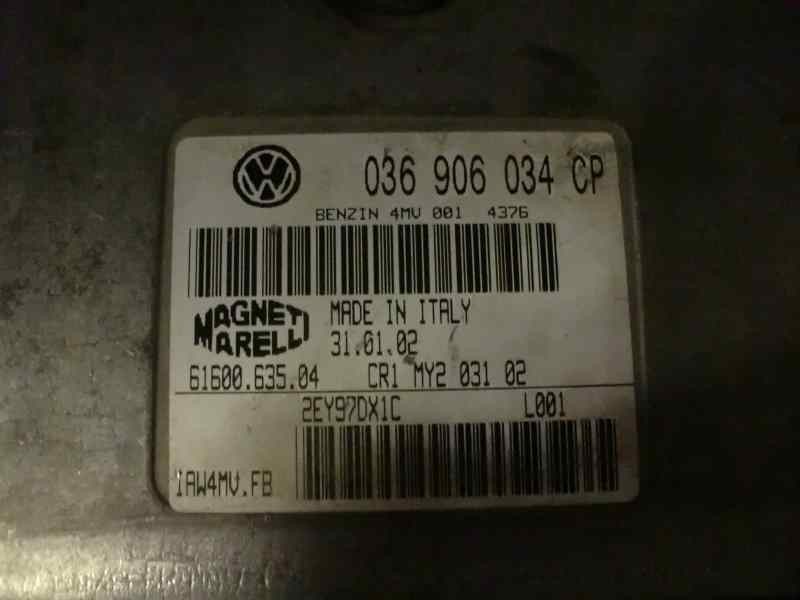 036 906 034 CP
BENZIN 4MV 001 4376
MAGNETI
MARELLI
MADE IN ITALY
31.01.02
61600.635.04 CR1 MY2 031 02
2EY97DX1C L001
IAW4MV.FB